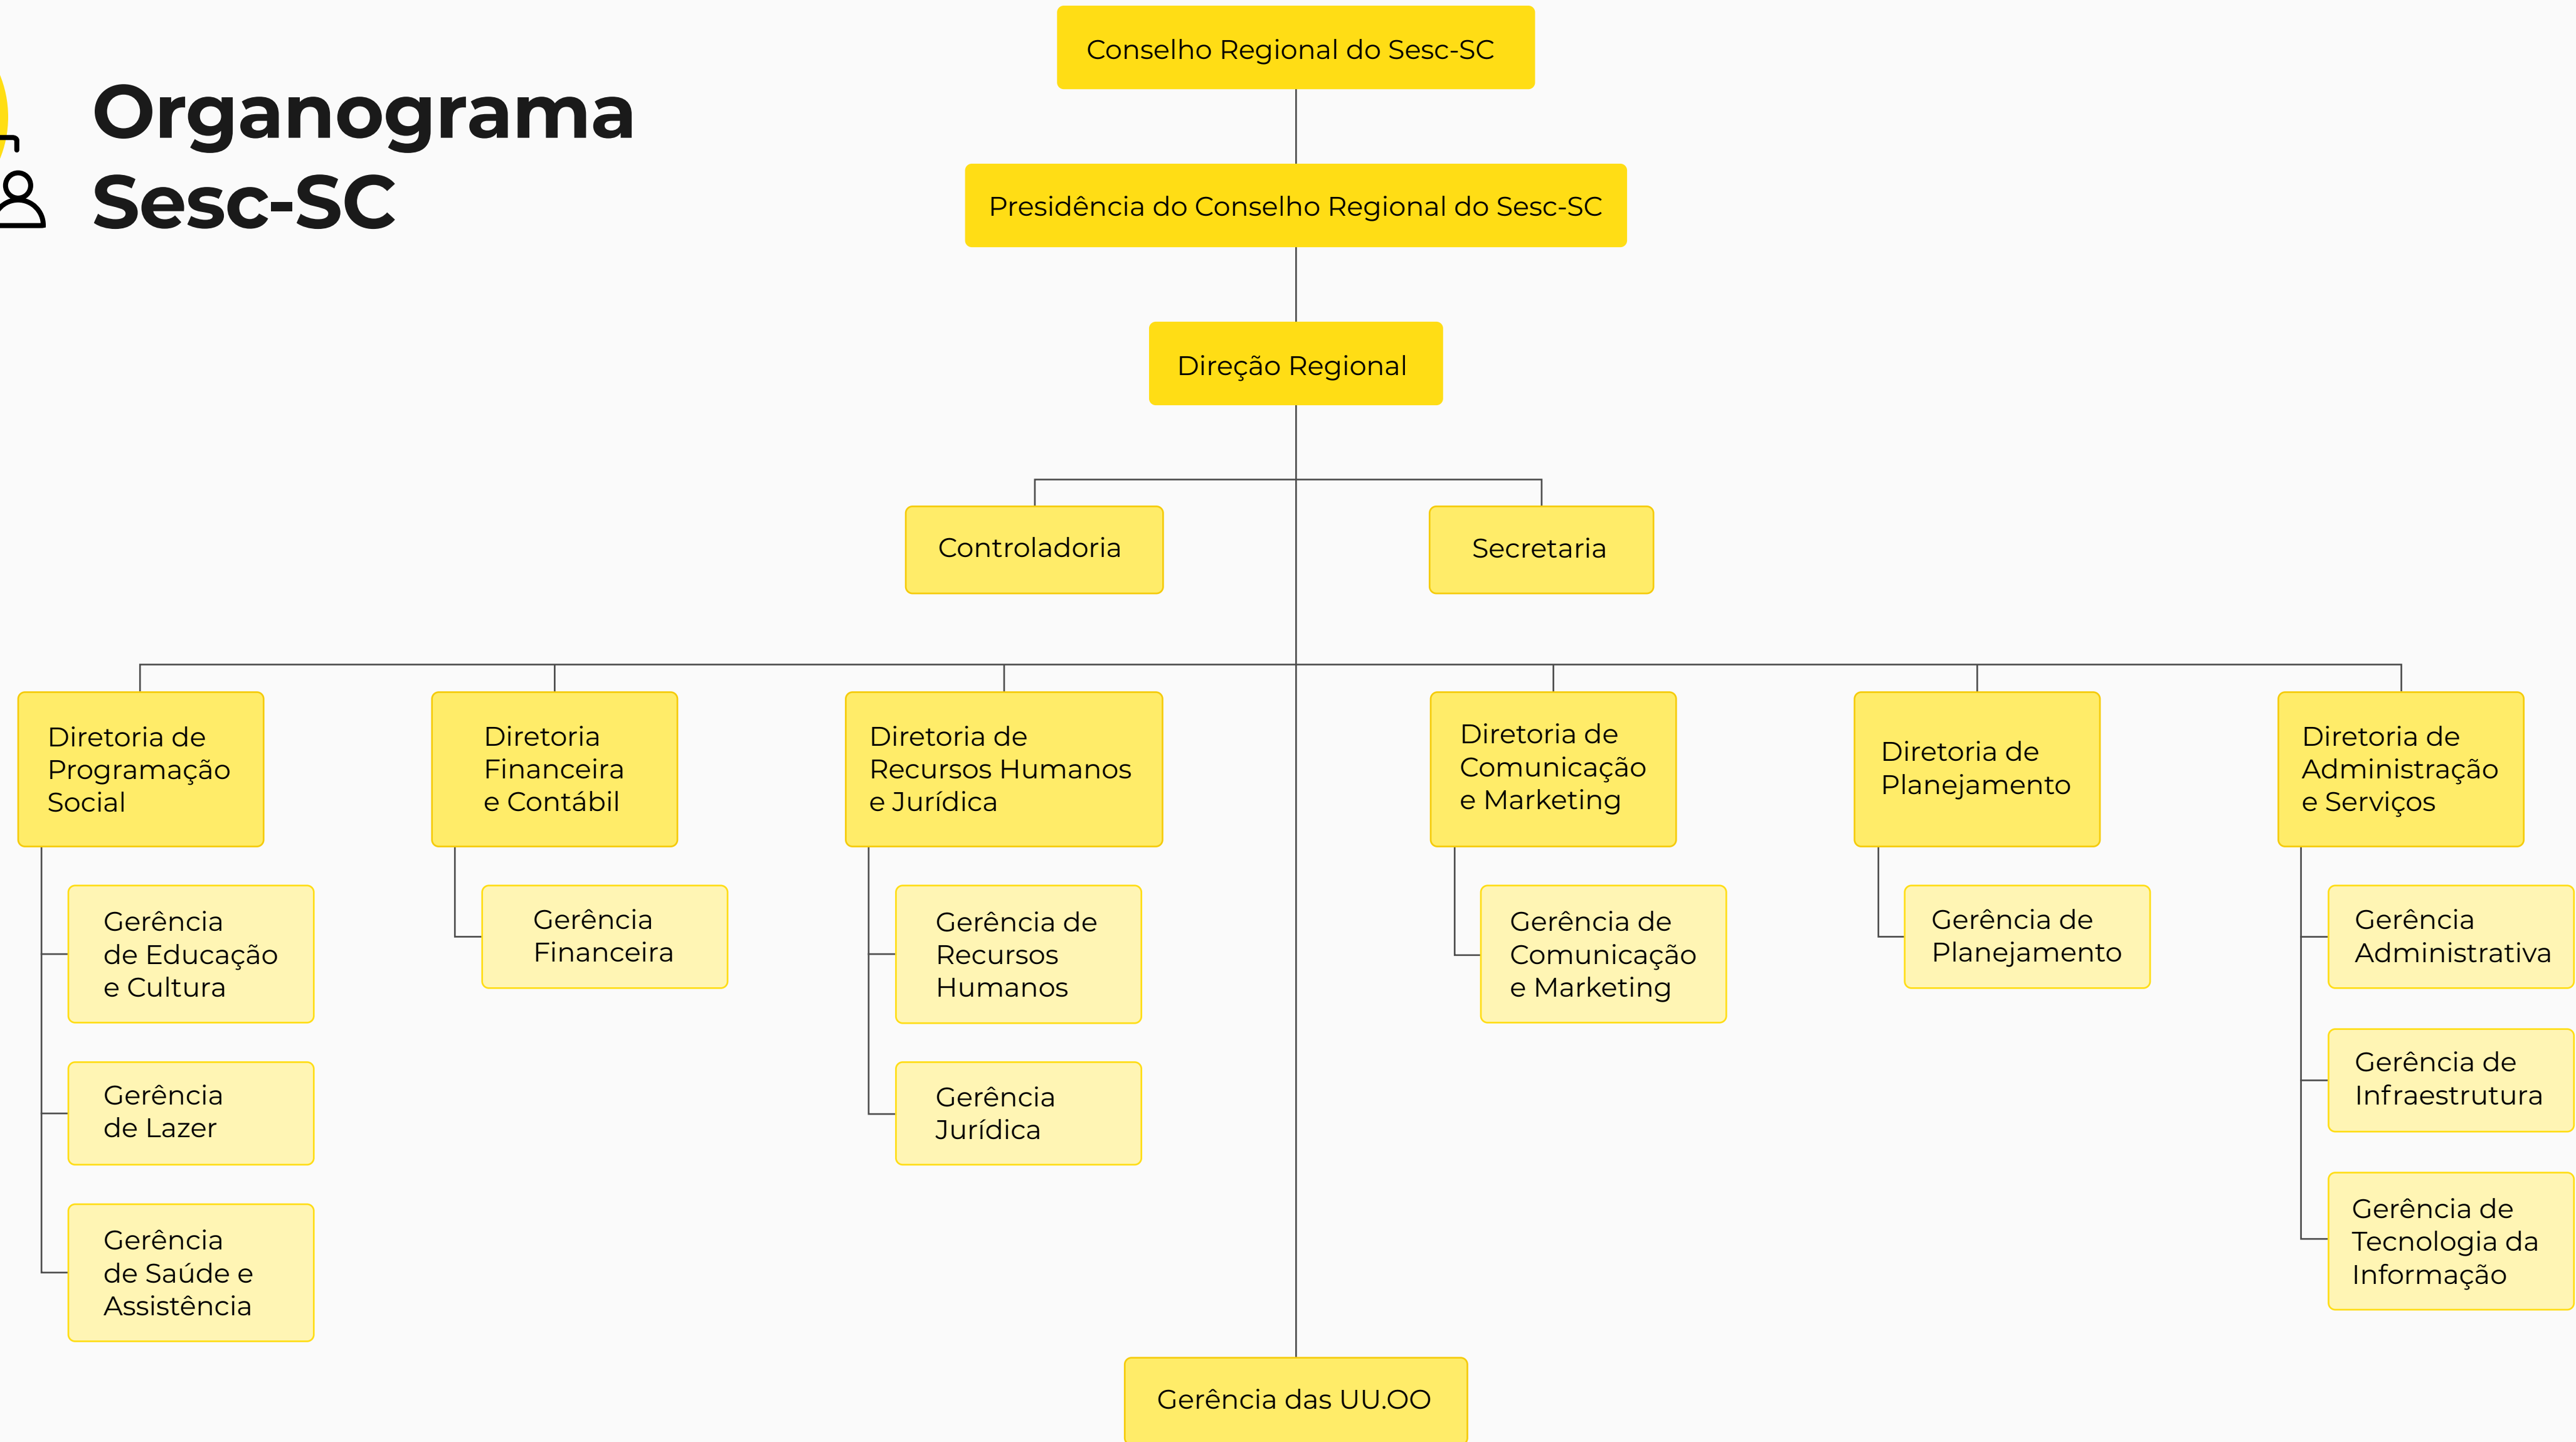 Organograma
Sesc-SC
Conselho Regional do Sesc-SC
Presidência do Conselho Regional do Sesc-SC
Direção Regional
Controladoria
Secretaria
Diretoria de
Programação
Social
Gerência
de Educação
e Cultura
Gerência
de Lazer
Gerência
de Saúde e
Assistência
Diretoria
Financeira
e Contábil
Gerência
Financeira
Diretoria de
Recursos Humanos
e Jurídica
Gerência de
Recursos
Humanos
Gerência
Jurídica
Diretoria de
Comunicação
e Marketing
Gerência de
Comunicação
e Marketing
Diretoria de
Planejamento
Gerência de
Planejamento
Diretoria de
Administração
e Serviços
Gerência
Administrativa
Gerência de
Infraestrutura
Gerência de
Tecnologia da
Informação
Gerência das UU.OO